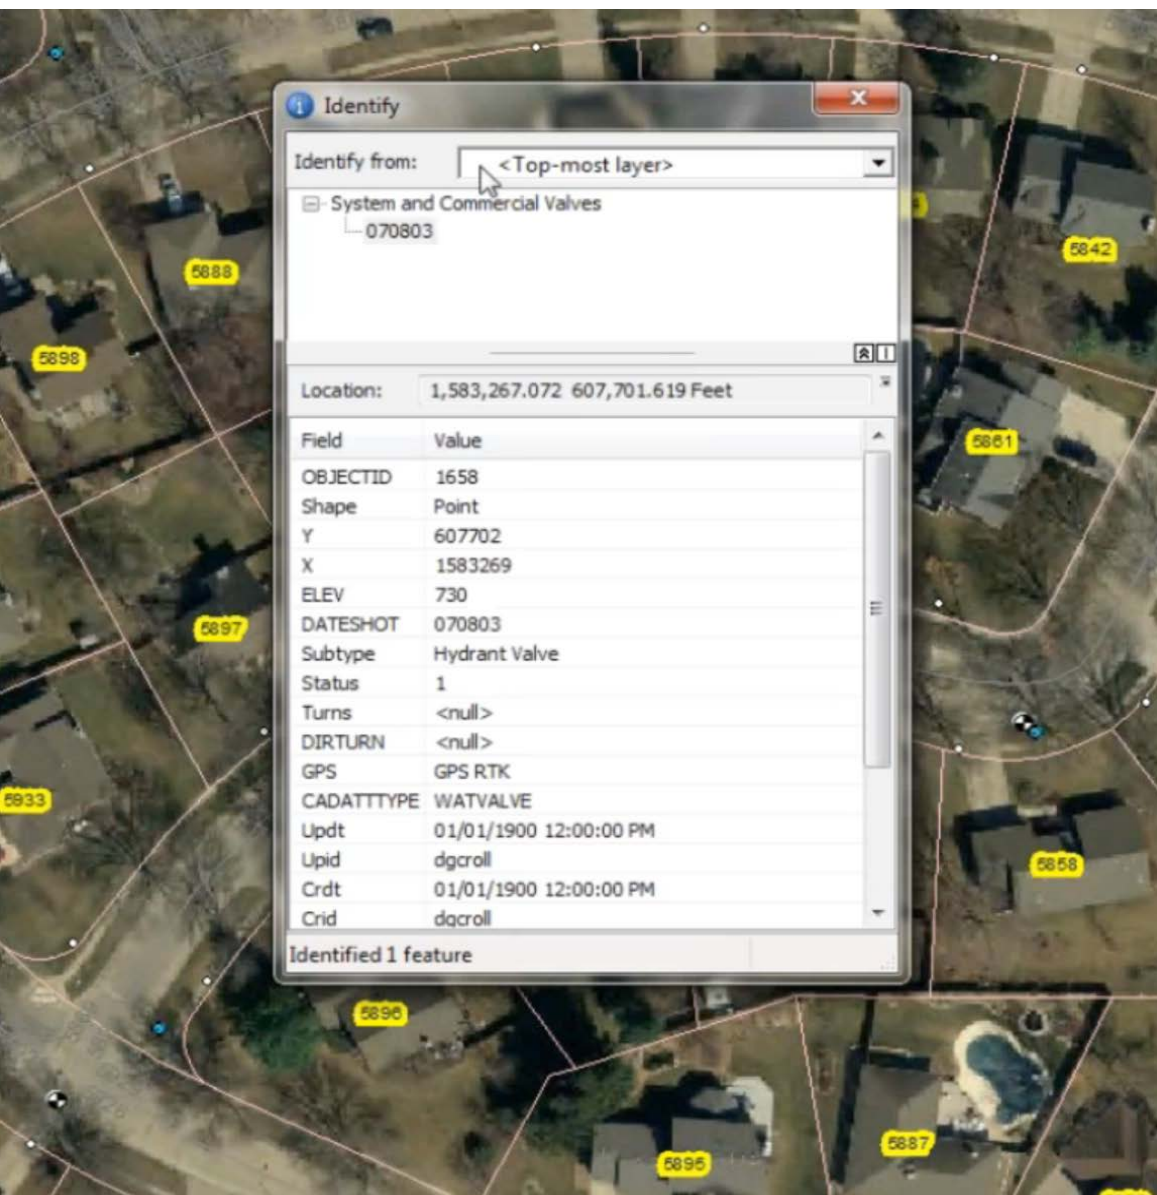 Identify
Identify from:
<Top-most layer>
System and Commercial Valves
070803
5842
5888
5898
Location: 1,583,267.072 607,701.619 Feet
Field Value
5861
OBJECTID 1658
Shape Point
Y 607702
X 1583269
ELEV 730
DATESHOT 070803
5897
Subtype Hydrant Valve
Status 1
Turns <null>
DIRTURN <null>
GPS GPS RTK
CADATTTYPE WATVALVE
5933
Updt 01/01/1900 12:00:00 PM
Upid dgcroll
5858
Crdt 01/01/1900 12:00:00 PM
Crid dgcroll
Identified 1 feature
5896
5887
5895